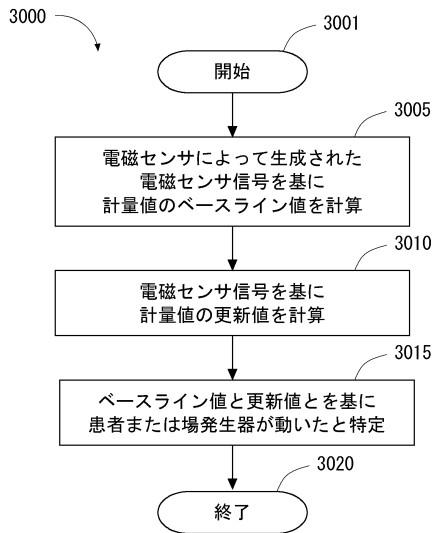 3000
3001
開始
3005
電磁センサによって生成された
電磁センサ信号を基に
計量値のベースライン値を計算
3010
電磁センサ信号を基に
計量値の更新値を計算
3015
ベースライン値と更新値とを基に
患者または場発生器が動いたと特定
3020
終了